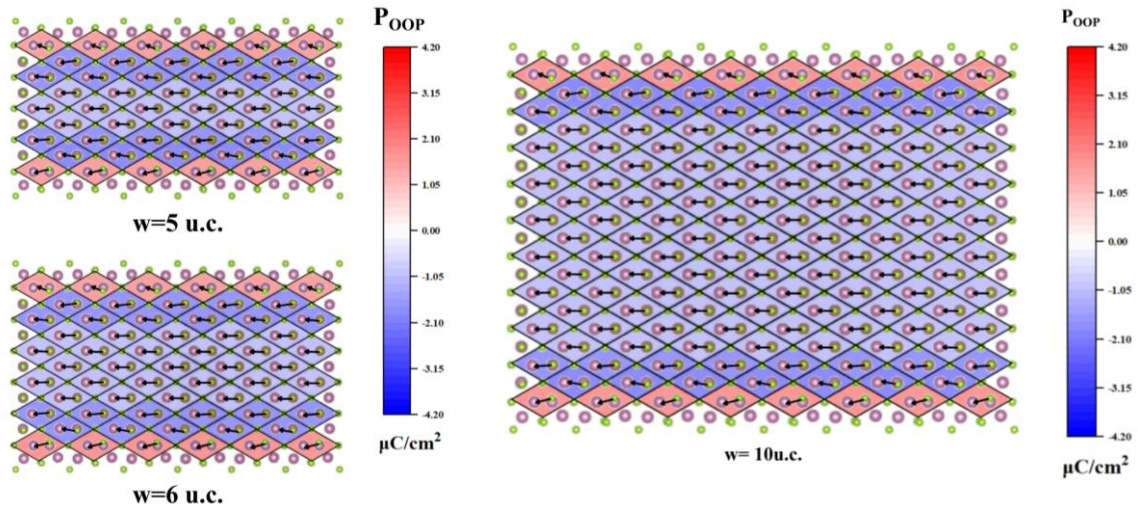 P_OOP
4.20
3.15
2.10
1.05
0.00
-1.05
-2.10
-3.15
-4.20
μC/cm²
w=5 u.c.
w=6 u.c.
P_OOP
4.20
3.15
2.10
1.05
0.00
-1.05
-2.10
-3.15
-4.20
μC/cm²
w= 10u.c.